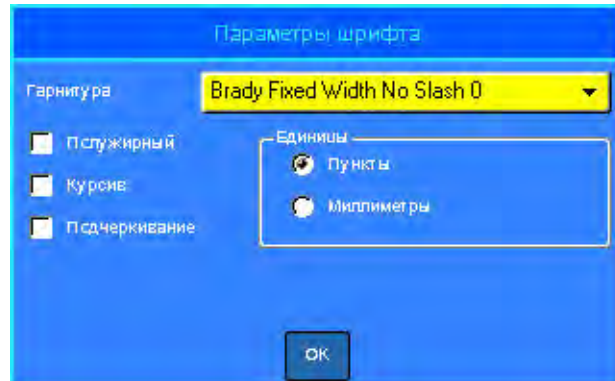 Параметры шрифта
Гарнитура
Brady Fixed Width No Slash 0
Полужирный
Курсив
Подчеркивание
Единицы
Пункты
Миллиметры
OK